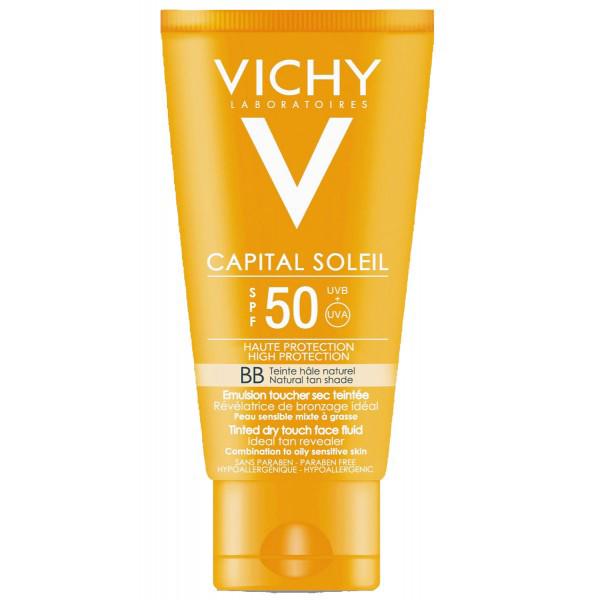 VICHY
LABORATOIRES
V
CAPITAL SOLEIL
SPF 50 UVB + UVA
HAUTE PROTECTION
HIGH PROTECTION
BB Teinte hâle naturel
Natural tan shade
Emulsion toucher sec teintée
Révélatrice de bronzage idéal
Peau sensible mixte à grasse
Tinted dry touch face fluid
ideal tan revealer
Combination to oily sensitive skin
SANS PARABEN - PARABEN FREE
HYPOALLERGÉNIQUE - HYPOALLERGENIC